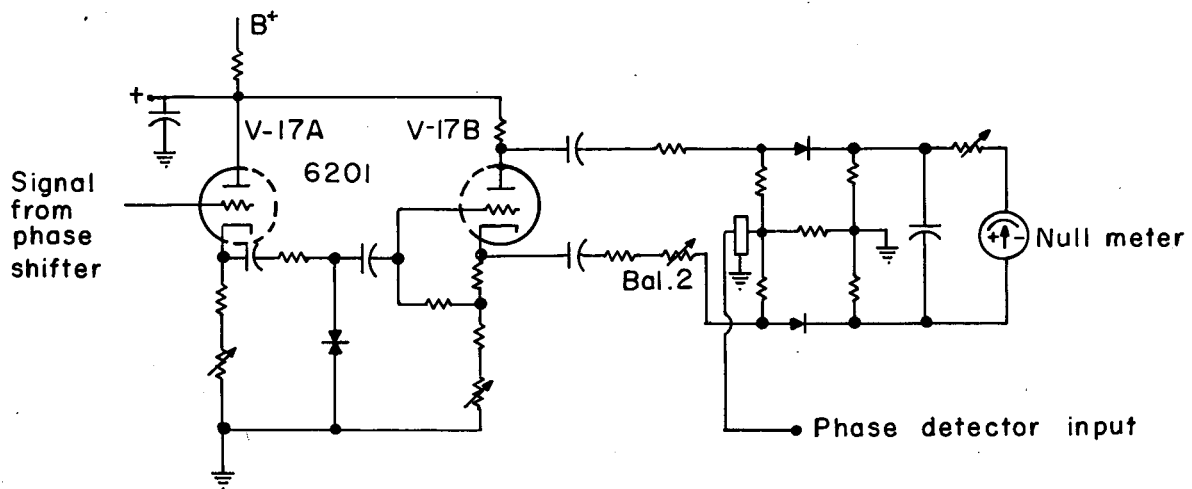 B+
+
V-17A
V-17B
6201
Signal
from
phase
shifter
Bal. 2
+ -
Null meter
Phase detector input